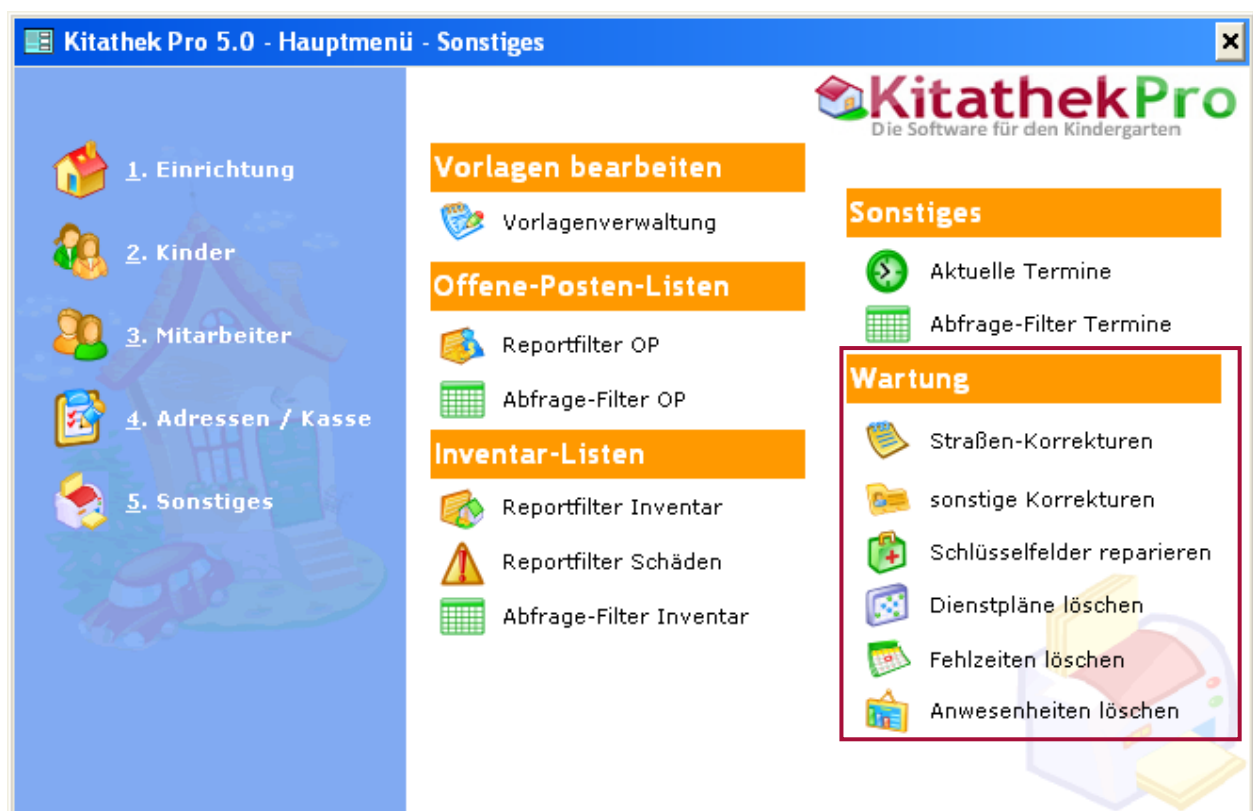 Kitathek Pro 5.0 - Hauptmenü - Sonstiges
KitathekPro
Die Software für den Kindergarten
1. Einrichtung
2. Kinder
3. Mitarbeiter
4. Adressen / Kasse
5. Sonstiges
Vorlagen bearbeiten
Vorlagenverwaltung
Offene-Posten-Listen
Reportfilter OP
Abfrage-Filter OP
Inventar-Listen
Reportfilter Inventar
Reportfilter Schäden
Abfrage-Filter Inventar
Sonstiges
Aktuelle Termine
Abfrage-Filter Termine
Wartung
Straßen-Korrekturen
sonstige Korrekturen
Schlüsselfelder reparieren
Dienstpläne löschen
Fehlzeiten löschen
Anwesenheiten löschen